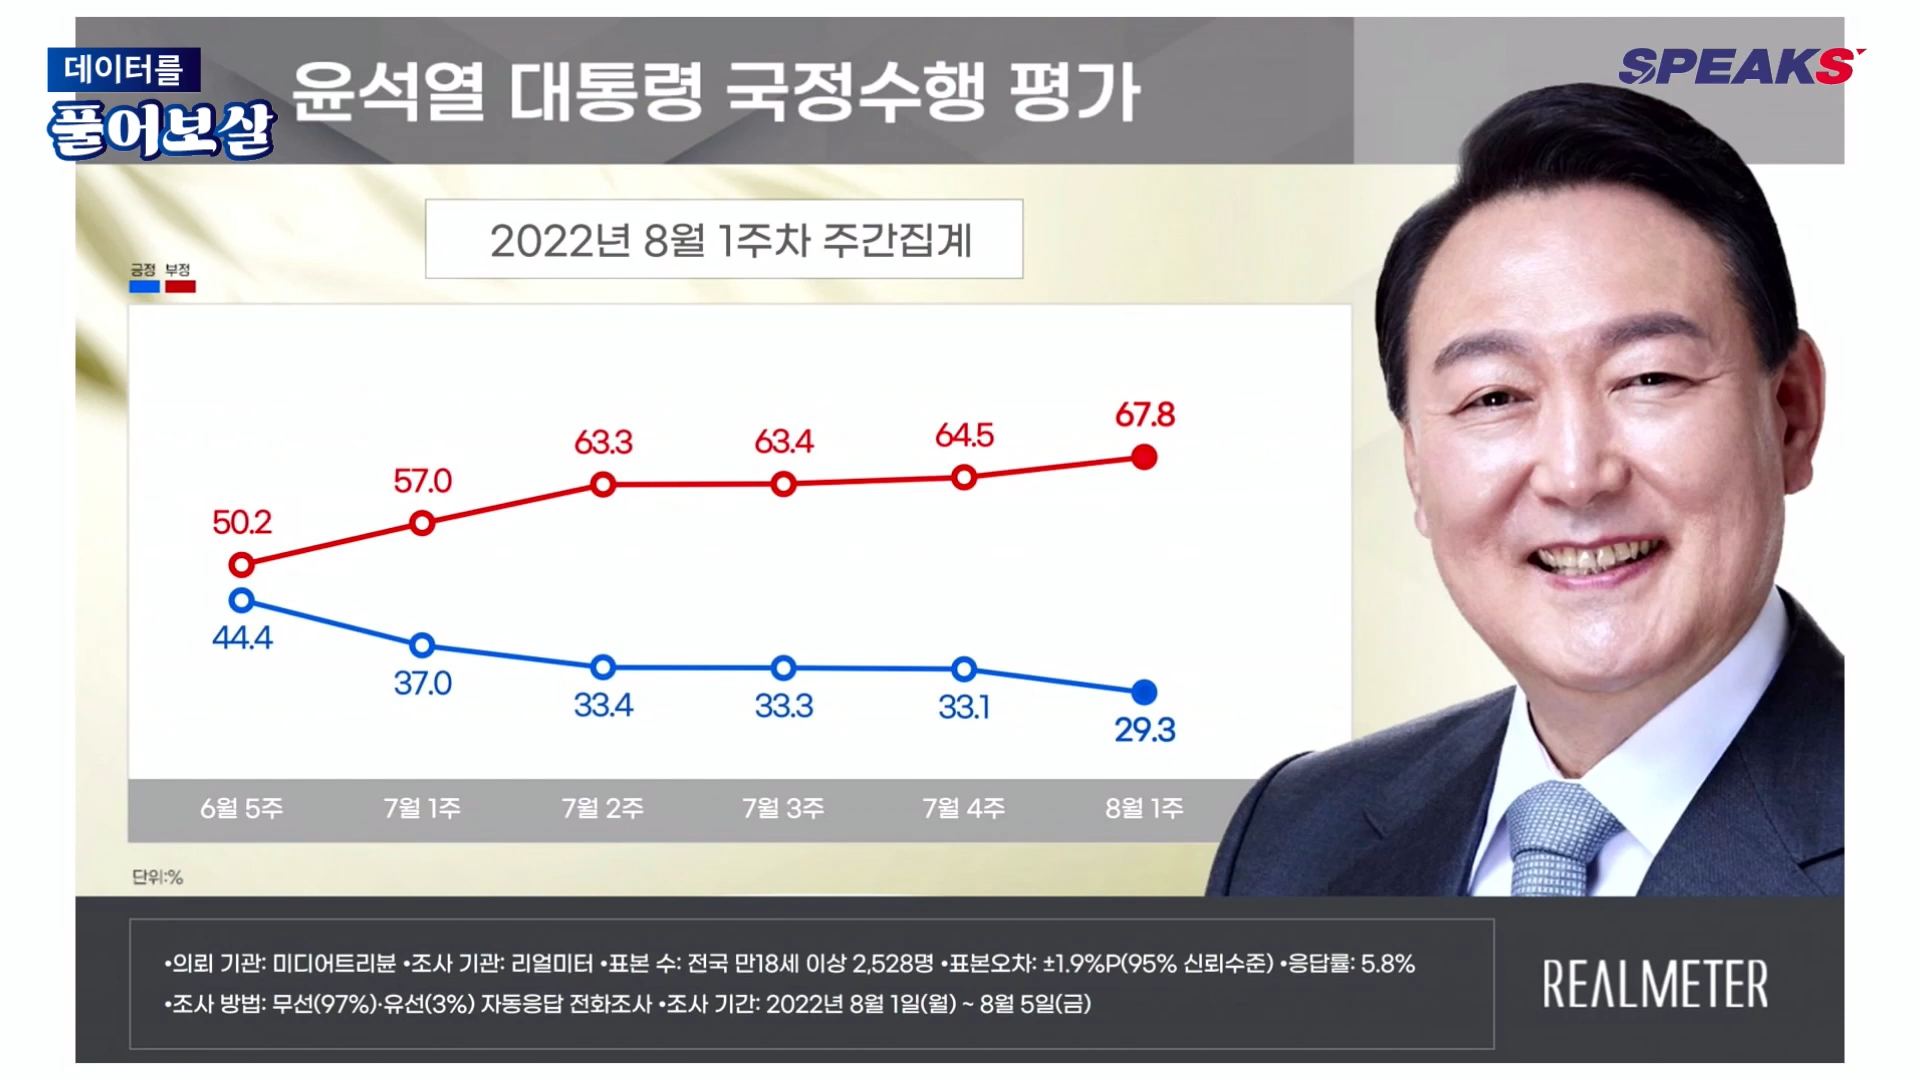 데이터를
풀어보살
윤석열 대통령 국정수행 평가
SPEAKS
2022년 8월 1주차 주간집계
긍정 부정
50.2 57.0 63.3 63.4 64.5 67.8
44.4 37.0 33.4 33.3 33.1 29.3
6월 5주 7월 1주 7월 2주 7월 3주 7월 4주 8월 1주
단위:%
•의뢰 기관: 미디어트리뷴 •조사 기관: 리얼미터 •표본 수: 전국 만18세 이상 2,528명 •표본오차: ±1.9%P(95% 신뢰수준) •응답률: 5.8%
•조사 방법: 무선(97%)·유선(3%) 자동응답 전화조사 •조사 기간: 2022년 8월 1일(월) ~ 8월 5일(금)
REALMETER